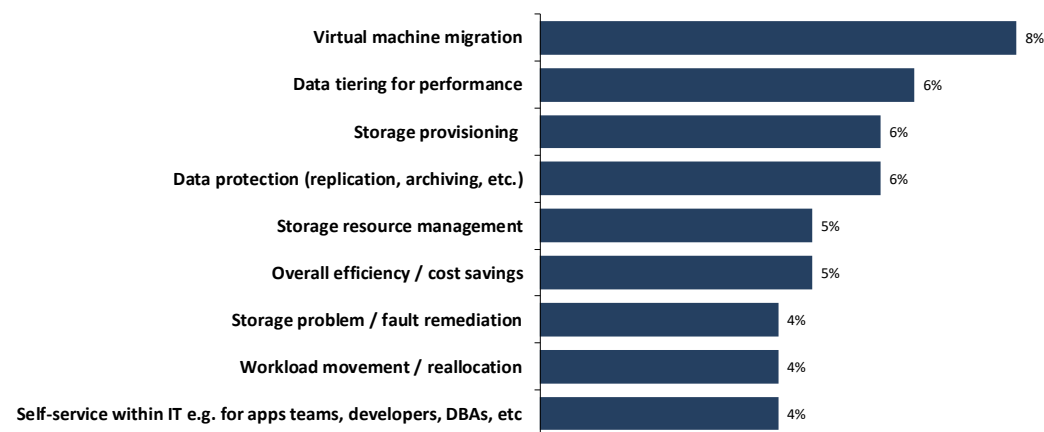 Virtual machine migration 8%
Data tiering for performance 6%
Storage provisioning 6%
Data protection (replication, archiving, etc.) 6%
Storage resource management 5%
Overall efficiency / cost savings 5%
Storage problem / fault remediation 4%
Workload movement / reallocation 4%
Self-service within IT e.g. for apps teams, developers, DBAs, etc 4%